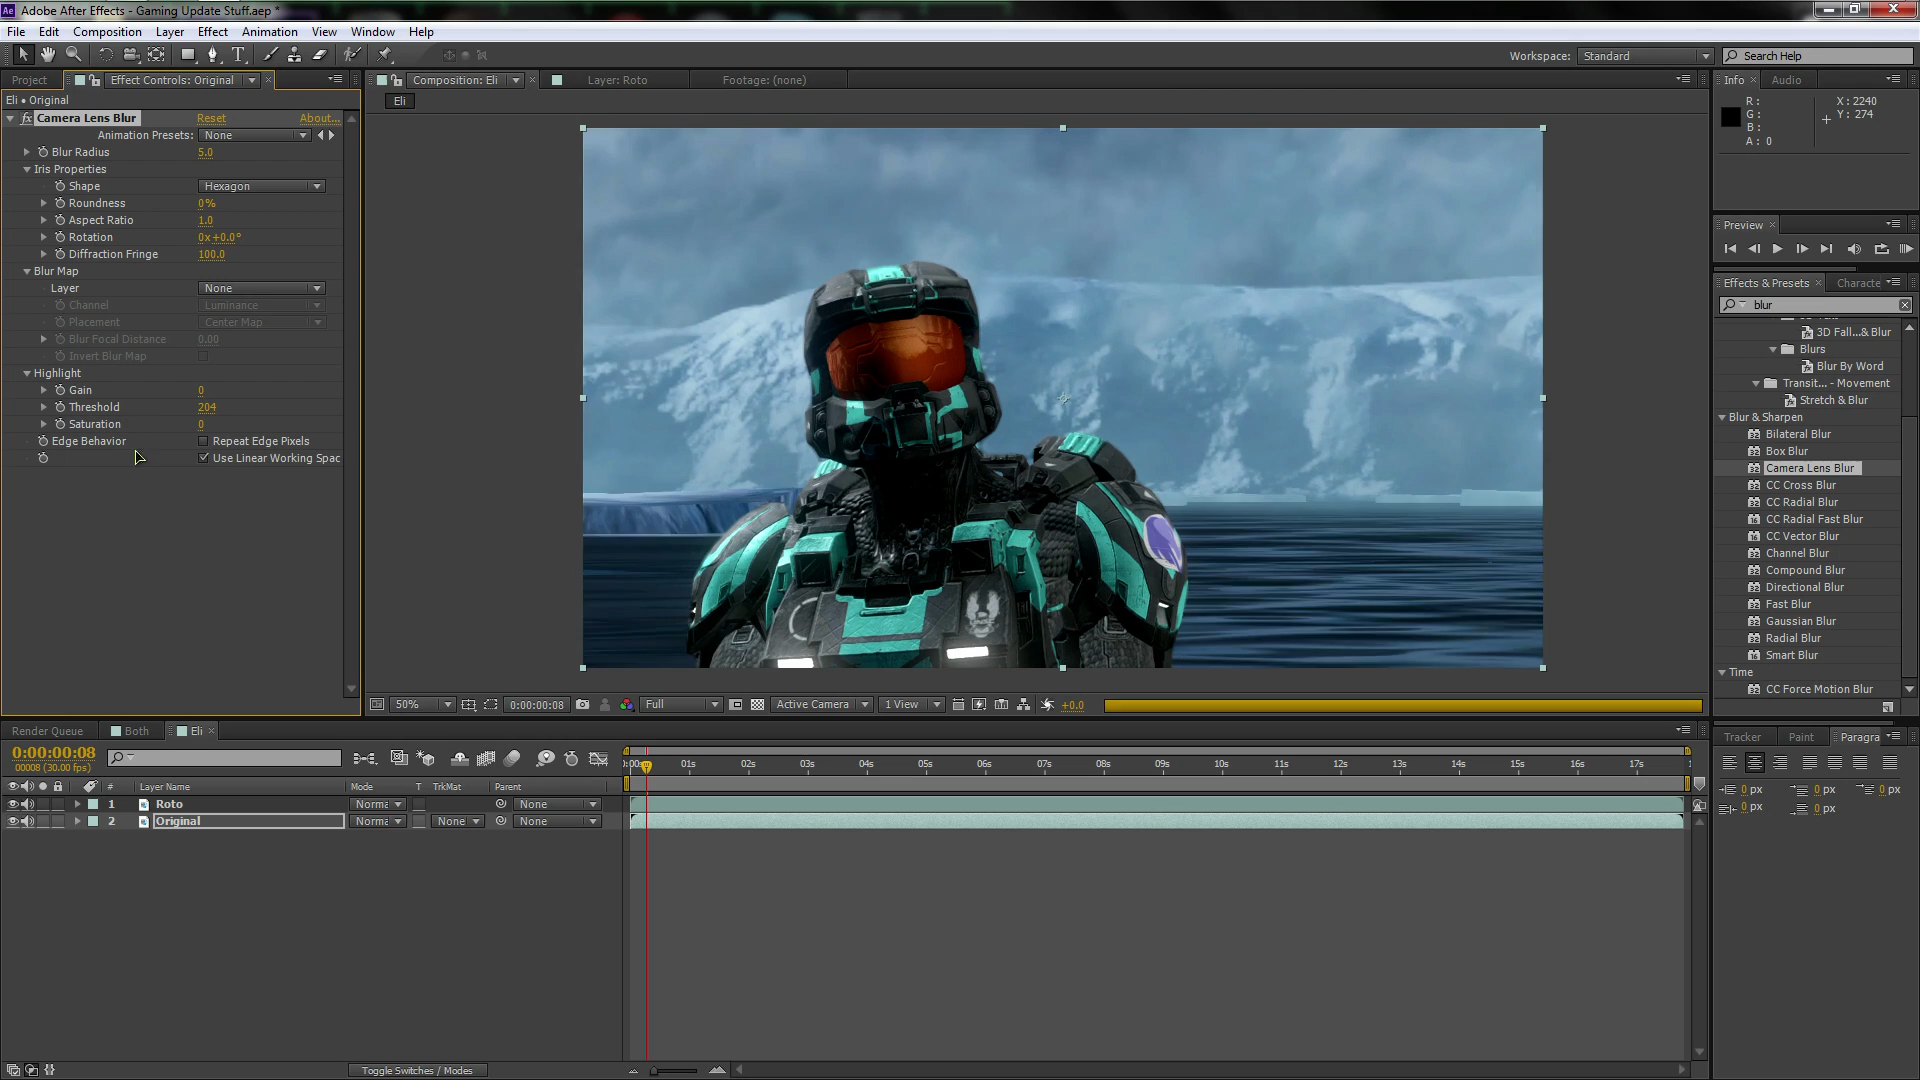 Ae Adobe After Effects - Gaming Update Stuff.aep *
File Edit Composition Layer Effect Animation View Window Help
T Workspace: Standard Search Help
Project Effect Controls: Original Composition: Eli Layer: Roto Footage: (none) Info Audio
Eli • Original
Eli
fx Camera Lens Blur Reset About...
Animation Presets: None
Blur Radius 5.0
Iris Properties
Shape Hexagon
Roundness 0%
Aspect Ratio 1.0
Rotation 0x+0.0°
Diffraction Fringe 100.0
Blur Map
Layer None
Channel Luminance
Placement Center Map
Blur Focal Distance 0.00
Invert Blur Map
Highlight
Gain 0
Threshold 204
Saturation 0
Edge Behavior Repeat Edge Pixels
Use Linear Working Spac
R : X : 2240
G : Y : 274
B :
A : 0
Preview
Effects & Presets Characte
blur
3D Fall...& Blur
Blurs
Blur By Word
Transit... - Movement
Stretch & Blur
Blur & Sharpen
Bilateral Blur
Box Blur
Camera Lens Blur
CC Cross Blur
CC Radial Blur
CC Radial Fast Blur
CC Vector Blur
Channel Blur
Compound Blur
Directional Blur
Fast Blur
Gaussian Blur
Radial Blur
Smart Blur
Time
CC Force Motion Blur
50% 0:00:00:08 Full Active Camera 1 View +0.0
Render Queue Both Eli
0:00:00:08
00008 (30.00 fps)
01s 02s 03s 04s 05s 06s 07s 08s 09s 10s 11s 12s 13s 14s 15s 16s 17s
# Layer Name Mode T TrkMat Parent
1 Roto Norma None
2 Original Norma None None
Tracker Paint Paragra
0 px 0 px 0 px
0 px 0 px
Toggle Switches / Modes